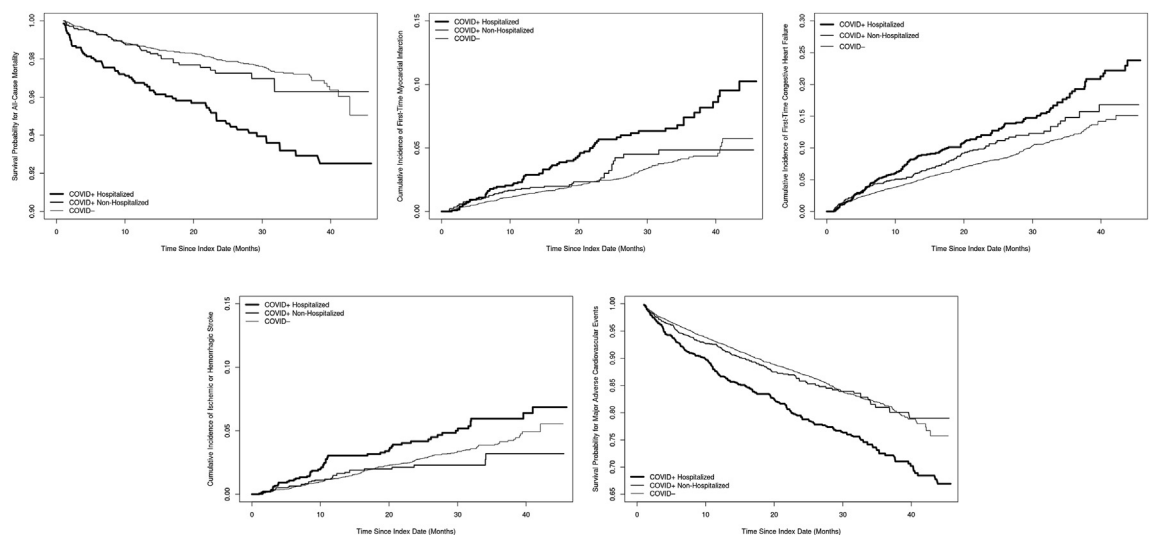 Survival Probability for All-Cause Mortality
1.00
0.98
0.96
0.94
0.92
0.90
COVID+ Hospitalized
COVID+ Non-Hospitalized
COVID−
0 10 20 30 40
Time Since Index Date (Months)
Cumulative Incidence of First-Time Myocardial Infarction
0.15
0.10
0.05
0.00
COVID+ Hospitalized
COVID+ Non-Hospitalized
COVID−
0 10 20 30 40
Time Since Index Date (Months)
Cumulative Incidence of First-Time Congestive Heart Failure
0.30
0.25
0.20
0.15
0.10
0.05
0.00
COVID+ Hospitalized
COVID+ Non-Hospitalized
COVID−
0 10 20 30 40
Time Since Index Date (Months)
Cumulative Incidence of Ischemic or Hemorrhagic Stroke
0.15
0.10
0.05
0.00
COVID+ Hospitalized
COVID+ Non-Hospitalized
COVID−
0 10 20 30 40
Time Since Index Date (Months)
Survival Probability for Major Adverse Cardiovascular Events
1.00
0.95
0.90
0.85
0.80
0.75
0.70
0.65
COVID+ Hospitalized
COVID+ Non-Hospitalized
COVID−
0 10 20 30 40
Time Since Index Date (Months)